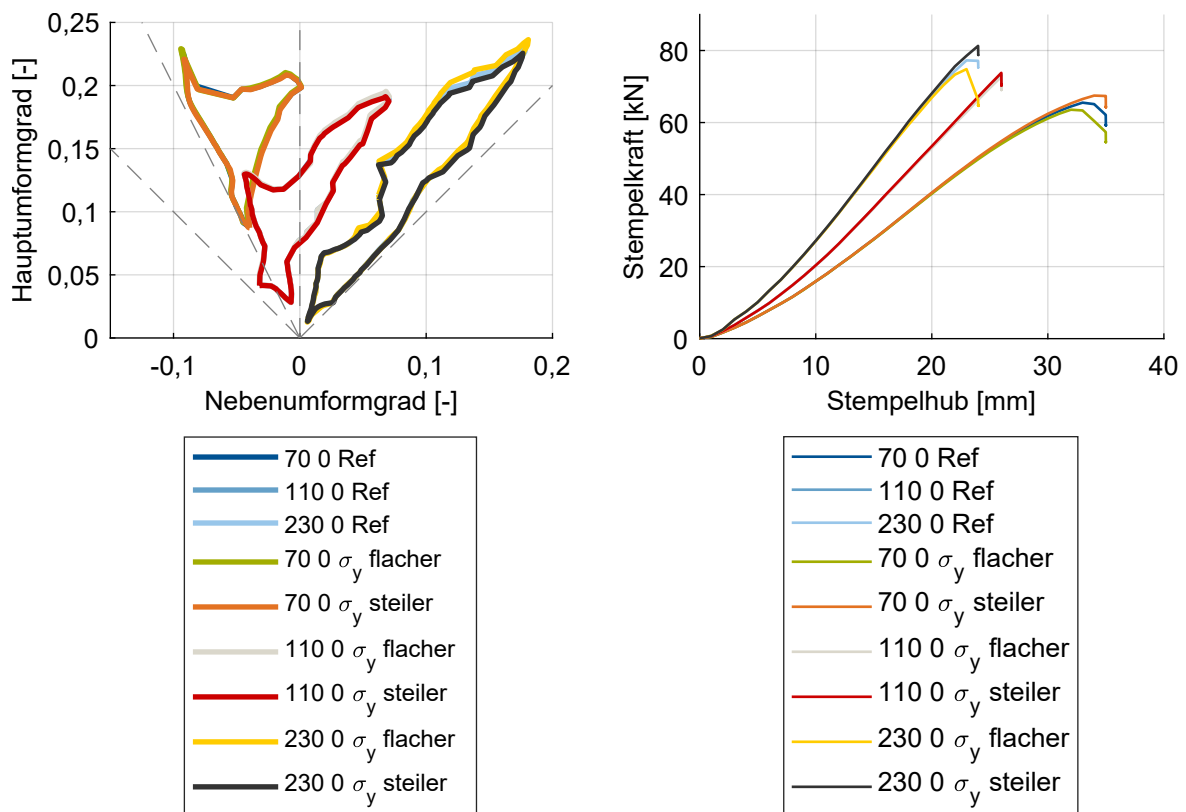 0,25
0,2
0,15
0,1
0,05
0
Hauptumformgrad [-]
-0,1
0
0,1
0,2
Nebenumformgrad [-]
80
60
40
20
0
Stempelkraft [kN]
0
10
20
30
40
Stempelhub [mm]
70 0 Ref
110 0 Ref
230 0 Ref
70 0 σy flacher
70 0 σy steiler
110 0 σy flacher
110 0 σy steiler
230 0 σy flacher
230 0 σy steiler
70 0 Ref
110 0 Ref
230 0 Ref
70 0 σy flacher
70 0 σy steiler
110 0 σy flacher
110 0 σy steiler
230 0 σy flacher
230 0 σy steiler